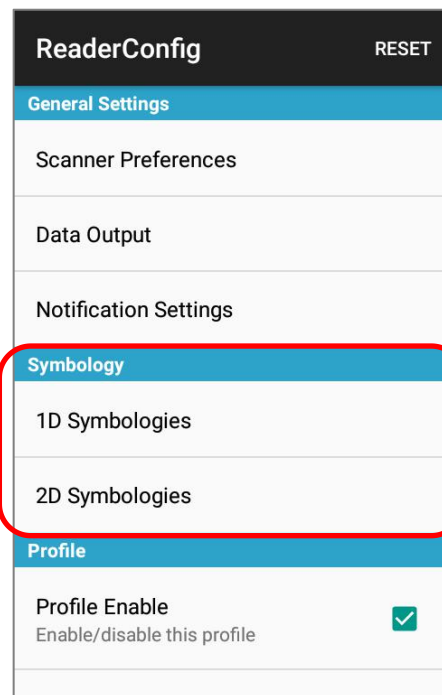 ReaderConfig RESET
General Settings
Scanner Preferences
Data Output
Notification Settings
Symbology
1D Symbologies
2D Symbologies
Profile
Profile Enable
Enable/disable this profile